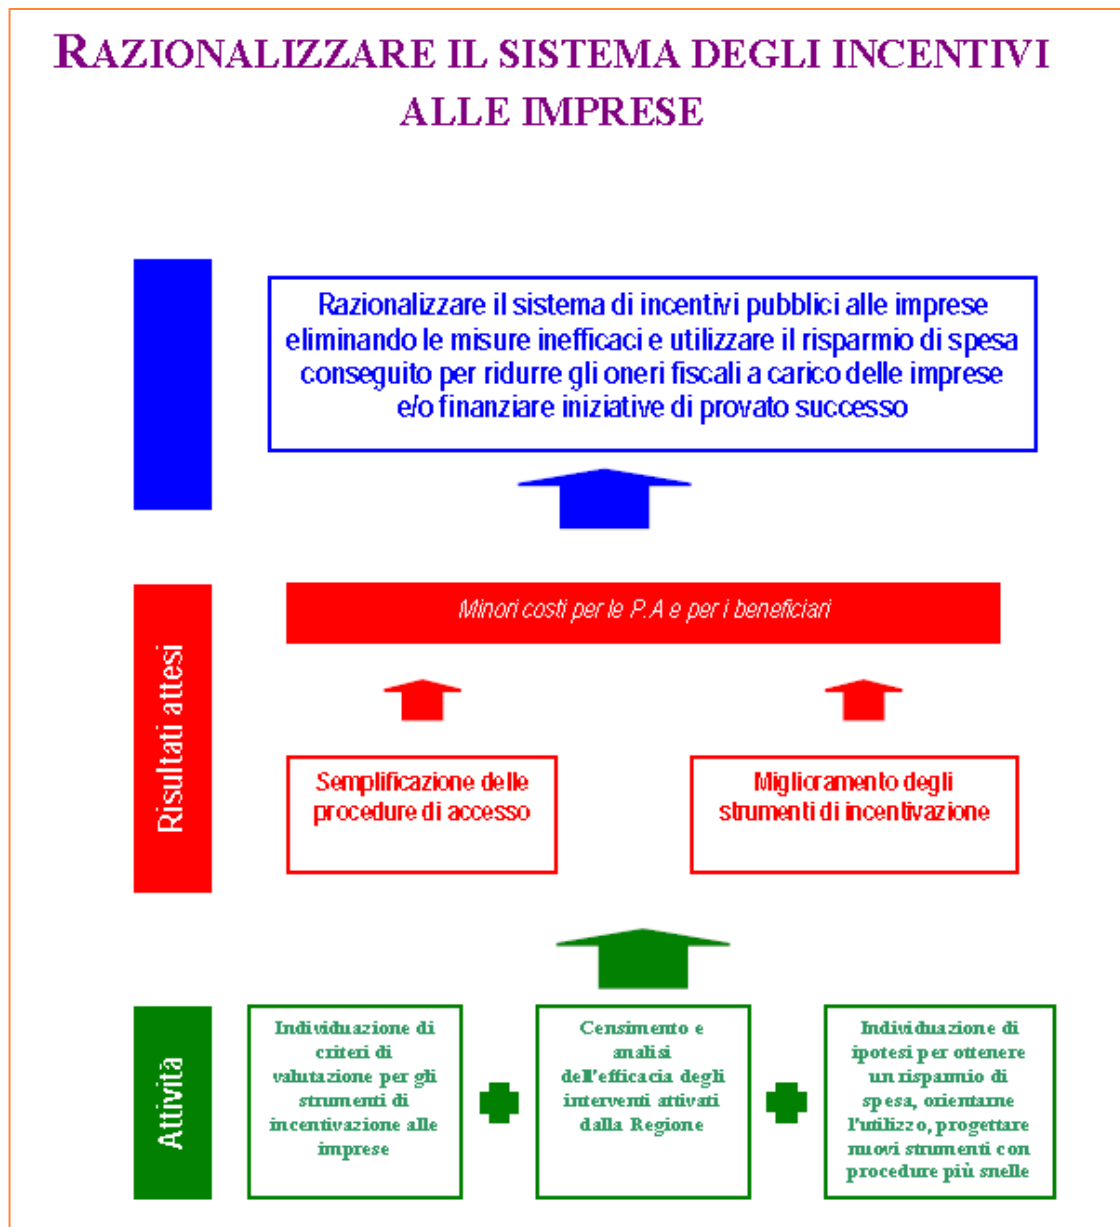 RAZIONALIZZARE IL SISTEMA DEGLI INCENTIVI
ALLE IMPRESE
Razionalizzare il sistema di incentivi pubblici alle imprese
eliminando le misure inefficaci e utilizzare il risparmio di spesa
conseguito per ridurre gli oneri fiscali a carico delle imprese
e/o finanziare iniziative di provato successo
Risultati attesi
Minori costi per le P.A e per i beneficiari
Semplificazione delle
procedure di accesso
Miglioramento degli
strumenti di incentivazione
Attività
Individuazione di
criteri di
valutazione per gli
strumenti di
incentivazione alle
imprese
Censimento e
analisi
dell'efficacia degli
interventi attivati
dalla Regione
Individuazione di
ipotesi per ottenere
un risparmio di
spesa, orientarne
l'utilizzo, progettare
nuovi strumenti con
procedure più snelle